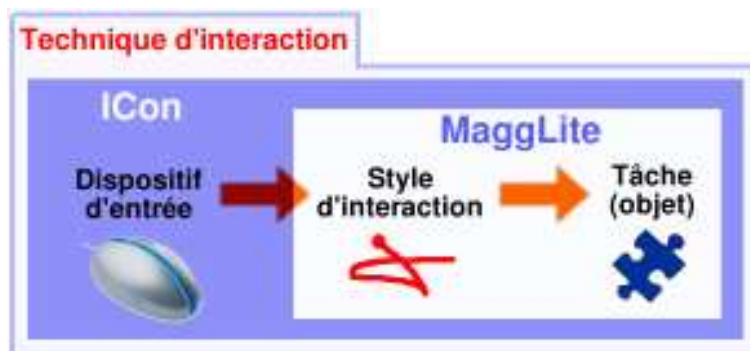 Technique d'interaction
ICon
MaggLite
Dispositif
d'entrée
Style
d'interaction
Tâche
(objet)